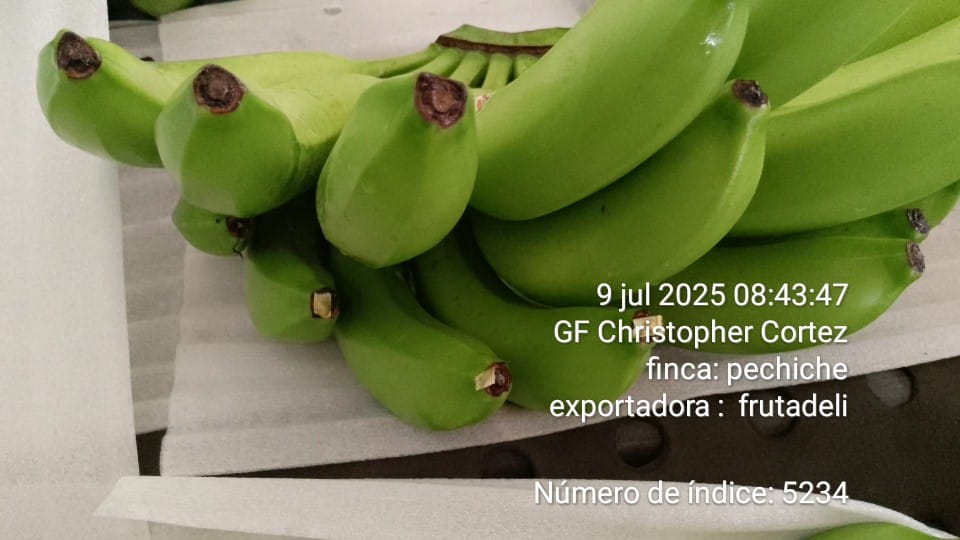 9 jul 2025 08:43:47
GF Christopher Cortez
finca: pechiche
exportadora :  frutadeli
Número de índice: 5234